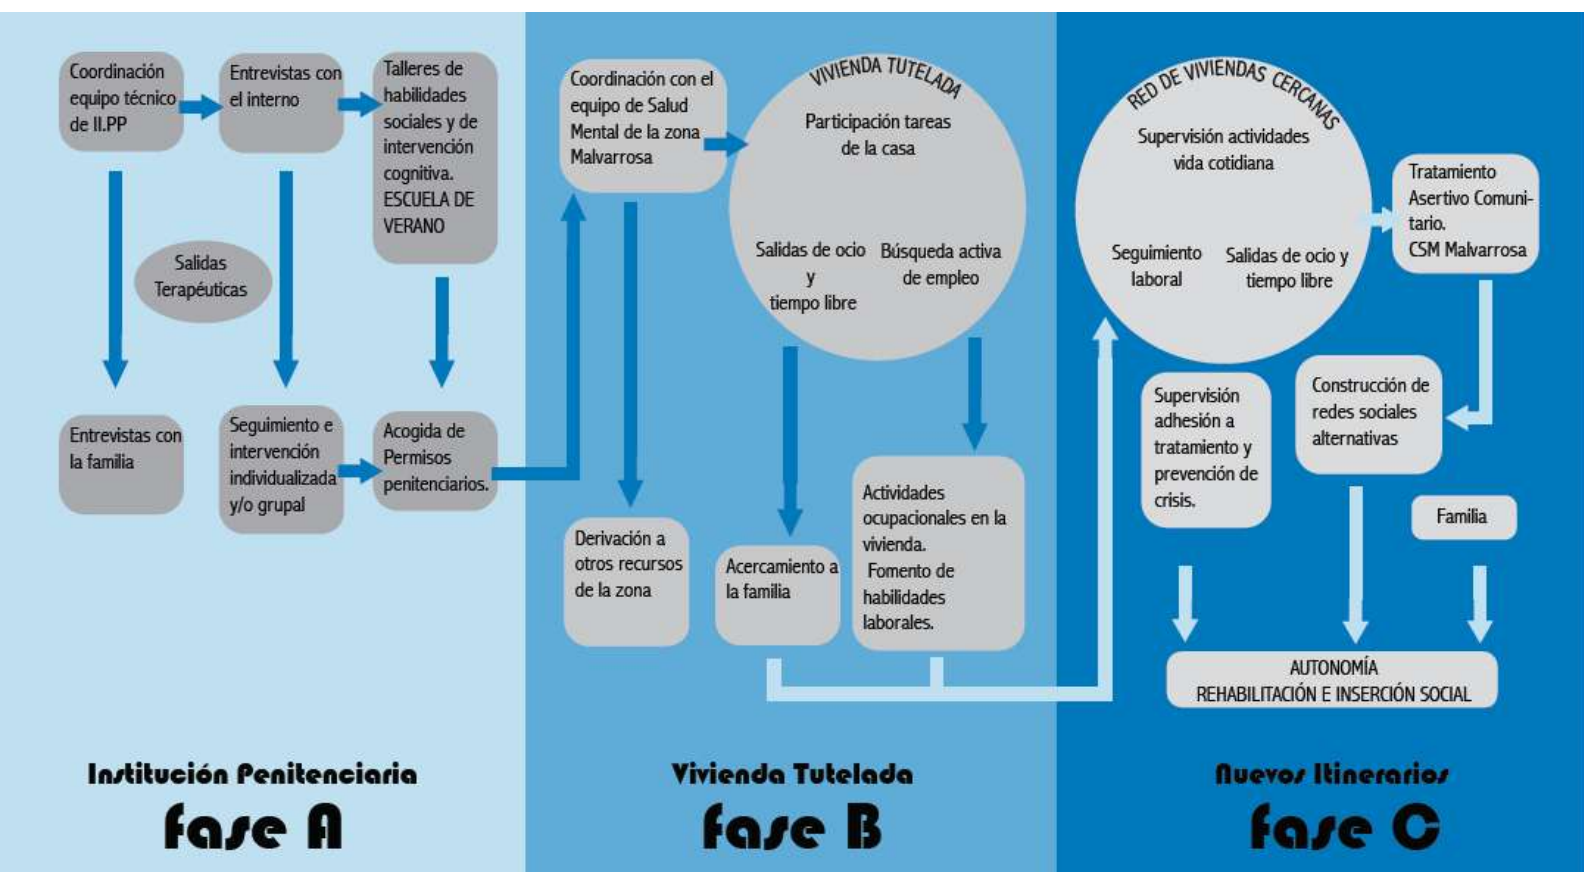 Coordinación
equipo técnico
de II.PP
Entrevistas con
el interno
Talleres de
habilidades
sociales y de
intervención
cognitiva.
ESCUELA DE
VERANO
Salidas
Terapéuticas
Entrevistas con
la familia
Seguimiento e
intervención
individualizada
y/o grupal
Acogida de
Permisos
penitenciarios.
Institución Penitenciaria
fase A
Coordinación con el
equipo de Salud
Mental de la zona
Malvarrosa
VIVIENDA TUTELADA
Participación tareas
de la casa
Salidas de ocio
y
tiempo libre
Búsqueda activa
de empleo
Derivación a
otros recursos
de la zona
Acercamiento a
la familia
Actividades
ocupacionales en la
vivienda.
Fomento de
habilidades
laborales.
Vivienda Tutelada
fase B
RED DE VIVIENDAS CERCANAS
Supervisión actividades
vida cotidiana
Seguimiento
laboral
Salidas de ocio y
tiempo libre
Tratamiento
Asertivo Comuni-
tario.
CSM Malvarrosa
Supervisión
adhesión a
tratamiento y
prevención de
crisis.
Construcción de
redes sociales
alternativas
Familia
AUTONOMÍA
REHABILITACIÓN E INSERCIÓN SOCIAL
Nuevos Itinerarios
fase C